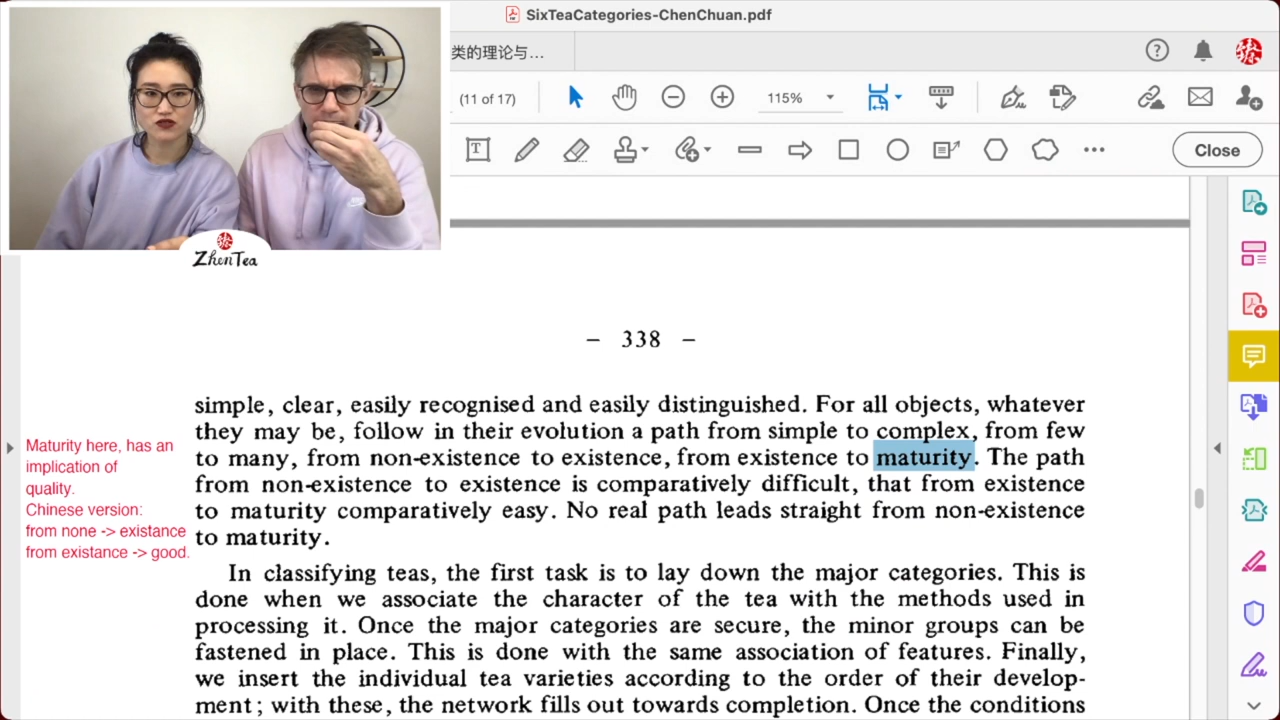 SixTeaCategories-ChenChuan.pdf
类的理论与...
(11 of 17)
115%
Close
ZhenTea
– 338 –
simple, clear, easily recognised and easily distinguished. For all objects, whatever
they may be, follow in their evolution a path from simple to complex, from few
to many, from non-existence to existence, from existence to maturity. The path
from non-existence to existence is comparatively difficult, that from existence
to maturity comparatively easy. No real path leads straight from non-existence
to maturity.
Maturity here, has an
implication of
quality.
Chinese version:
from none -> existance
from existance -> good.
In classifying teas, the first task is to lay down the major categories. This is
done when we associate the character of the tea with the methods used in
processing it. Once the major categories are secure, the minor groups can be
fastened in place. This is done with the same association of features. Finally,
we insert the individual tea varieties according to the order of their develop-
ment; with these, the network fills out towards completion. Once the conditions